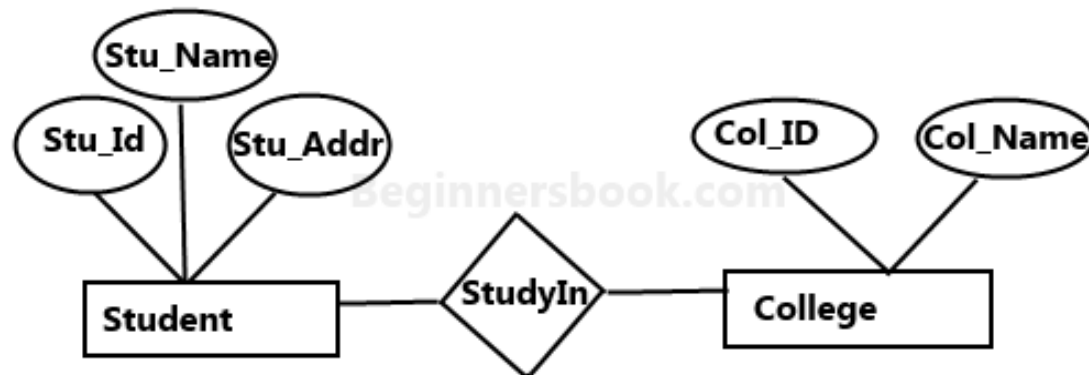 Stu_Name
Stu_Id
Stu_Addr
Col_ID
Col_Name
Beginnersbook.com
StudyIn
Student
College